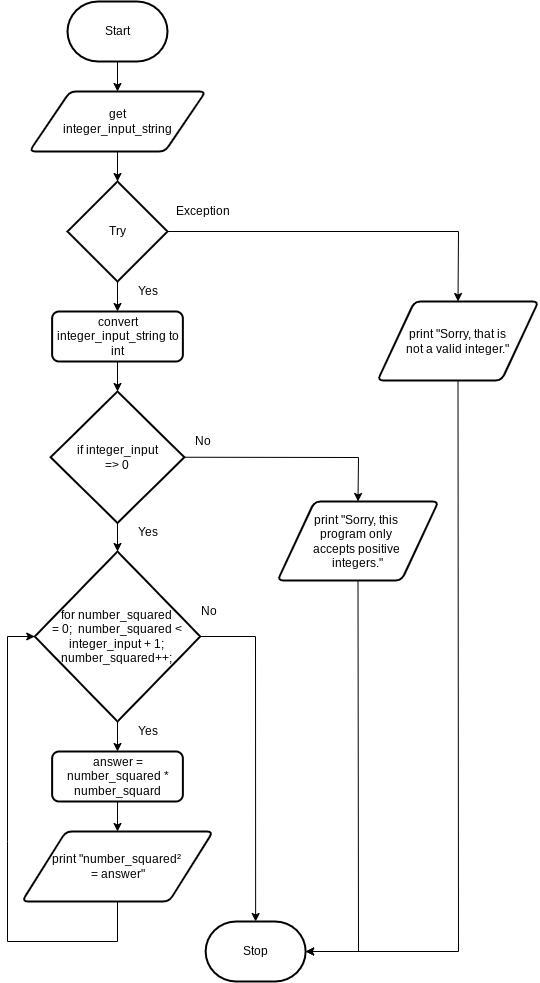 Start
get
integer_input_string
Try
Exception
Yes
convert
integer_input_string to
int
print "Sorry, that is
not a valid integer."
if integer_input
=> 0
No
Yes
print "Sorry, this
program only
accepts positive
integers."
for number_squared
= 0;  number_squared <
integer_input + 1;
number_squared++;
No
Yes
answer =
number_squared *
number_squard
print "number_squared²
= answer"
Stop